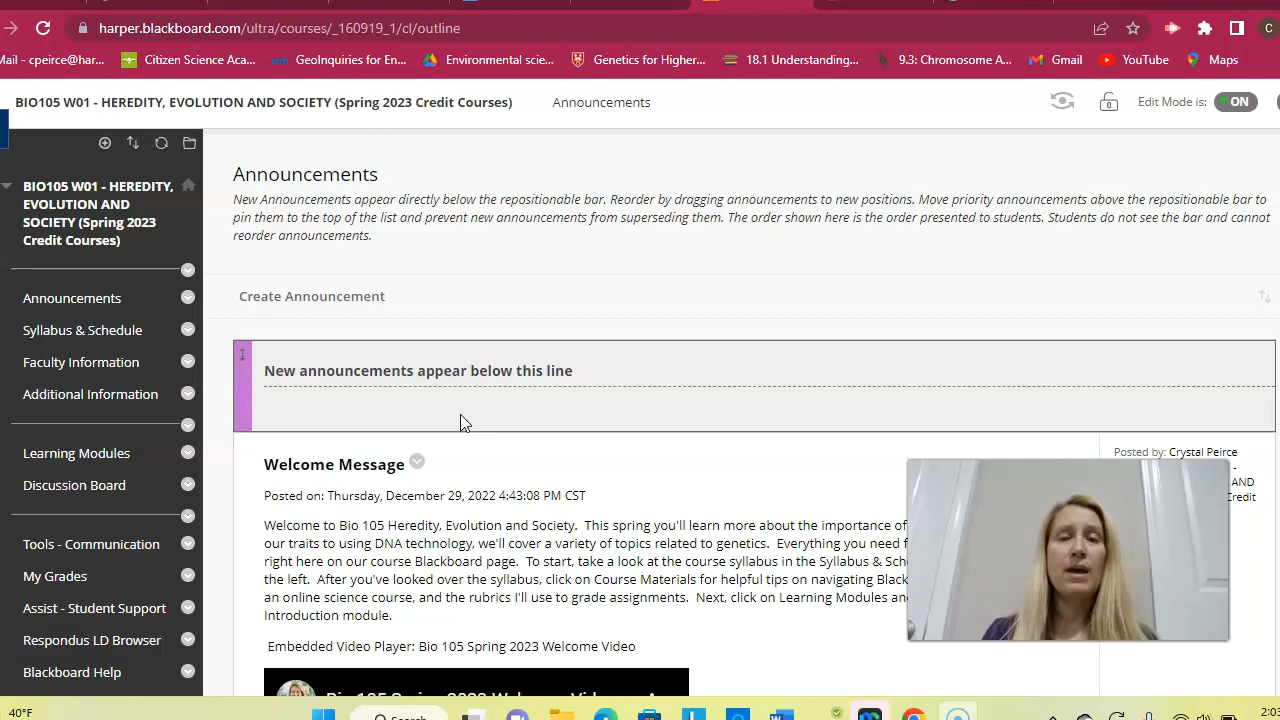 harper.blackboard.com/ultra/courses/_160919_1/cl/outline
C
Mail - cpeirce@har...
Citizen Science Aca...
GeoInquiries for En...
Environmental scie...
Genetics for Higher...
18.1 Understanding...
9.3: Chromosome A...
Gmail
YouTube
Maps
BIO105 W01 - HEREDITY, EVOLUTION AND SOCIETY (Spring 2023 Credit Courses)
Announcements
Edit Mode is:
ON
BIO105 W01 - HEREDITY,
EVOLUTION AND
SOCIETY (Spring 2023
Credit Courses)
Announcements
Syllabus & Schedule
Faculty Information
Additional Information
Learning Modules
Discussion Board
Tools - Communication
My Grades
Assist - Student Support
Respondus LD Browser
Blackboard Help
Announcements
New Announcements appear directly below the repositionable bar. Reorder by dragging announcements to new positions. Move priority announcements above the repositionable bar to
pin them to the top of the list and prevent new announcements from superseding them. The order shown here is the order presented to students. Students do not see the bar and cannot
reorder announcements.
Create Announcement
New announcements appear below this line
Welcome Message
Posted on: Thursday, December 29, 2022 4:43:08 PM CST
Posted by: Crystal Peirce
-
AND
Credit
Welcome to Bio 105 Heredity, Evolution and Society. This spring you'll learn more about the importance of
our traits to using DNA technology, we'll cover a variety of topics related to genetics. Everything you need
right here on our course Blackboard page. To start, take a look at the course syllabus in the Syllabus &
the left. After you've looked over the syllabus, click on Course Materials for helpful tips on navigating
an online science course, and the rubrics I'll use to grade assignments. Next, click on Learning Modules
Introduction module.
Embedded Video Player: Bio 105 Spring 2023 Welcome Video
Bio 105 Spring 2023 Welcome Video
40°F
Search
2:03